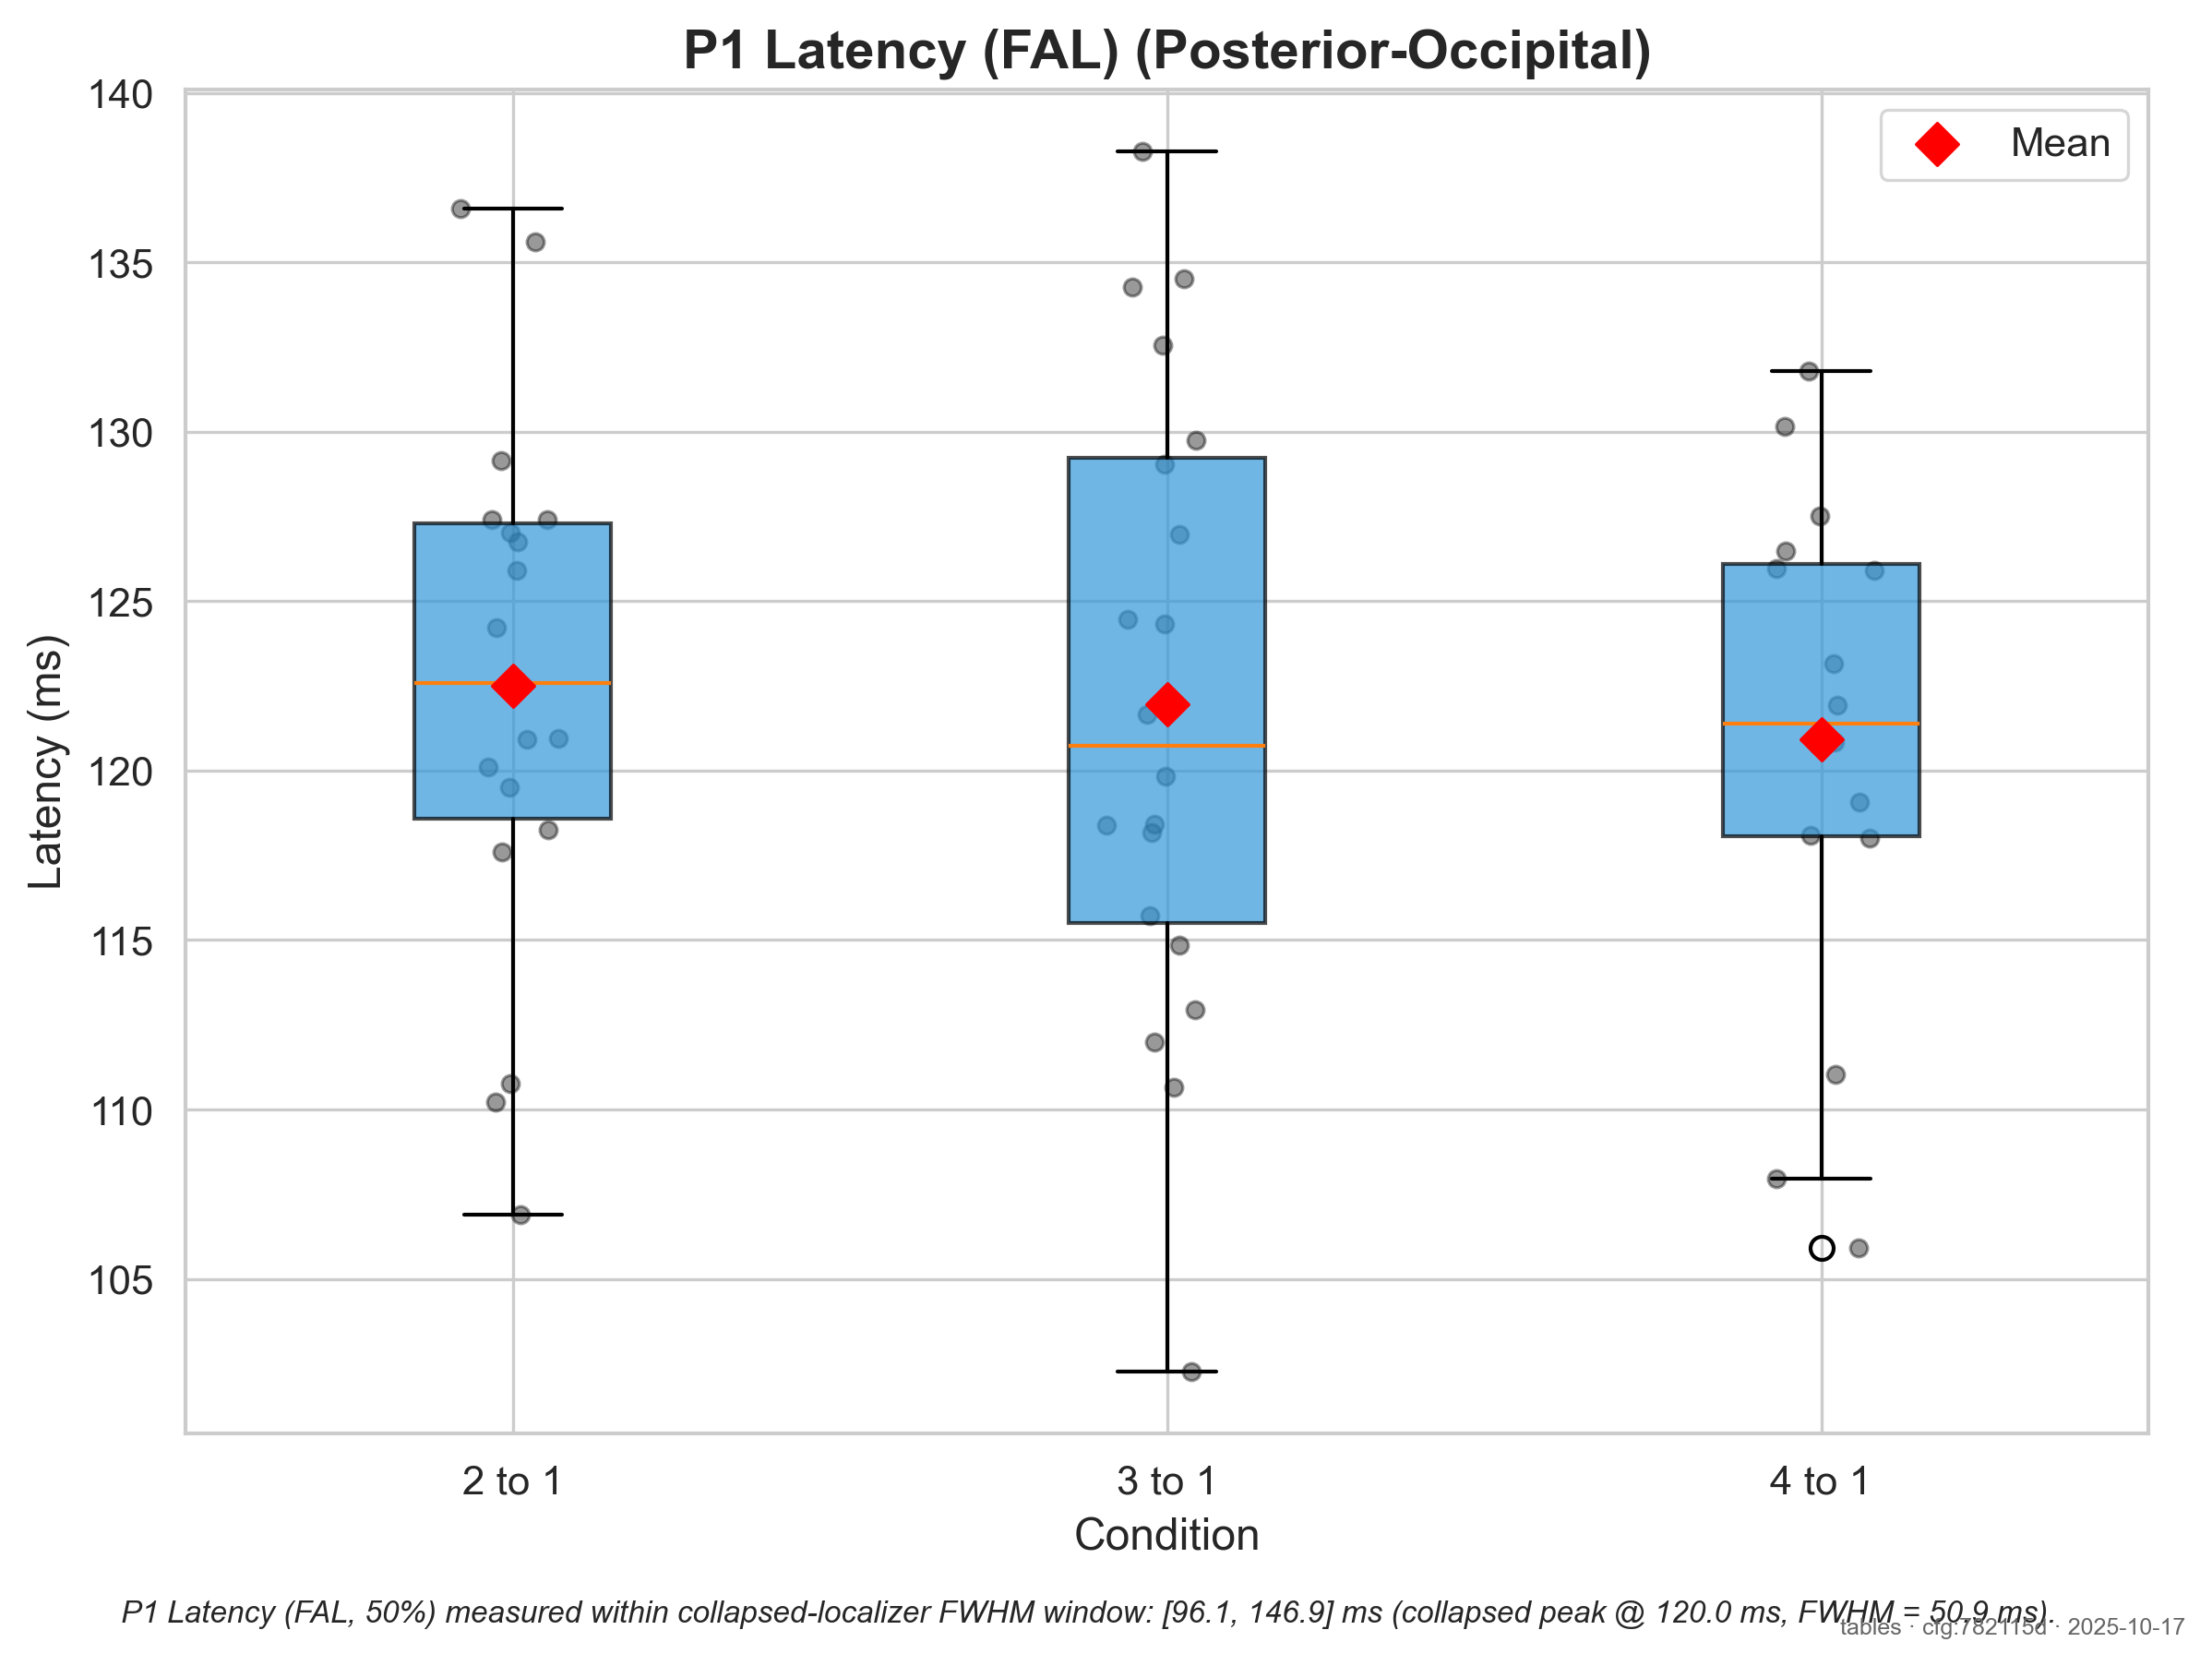 P1 Latency (FAL) (Posterior-Occipital)
Mean
140
135
130
125
120
115
110
105
Latency (ms)
2 to 1
3 to 1
4 to 1
Condition
P1 Latency (FAL, 50%) measured within collapsed-localizer FWHM window: [96.1, 146.9] ms (collapsed peak @ 120.0 ms, FWHM = 50.9 ms).
tables · cfg:782115d · 2025-10-17